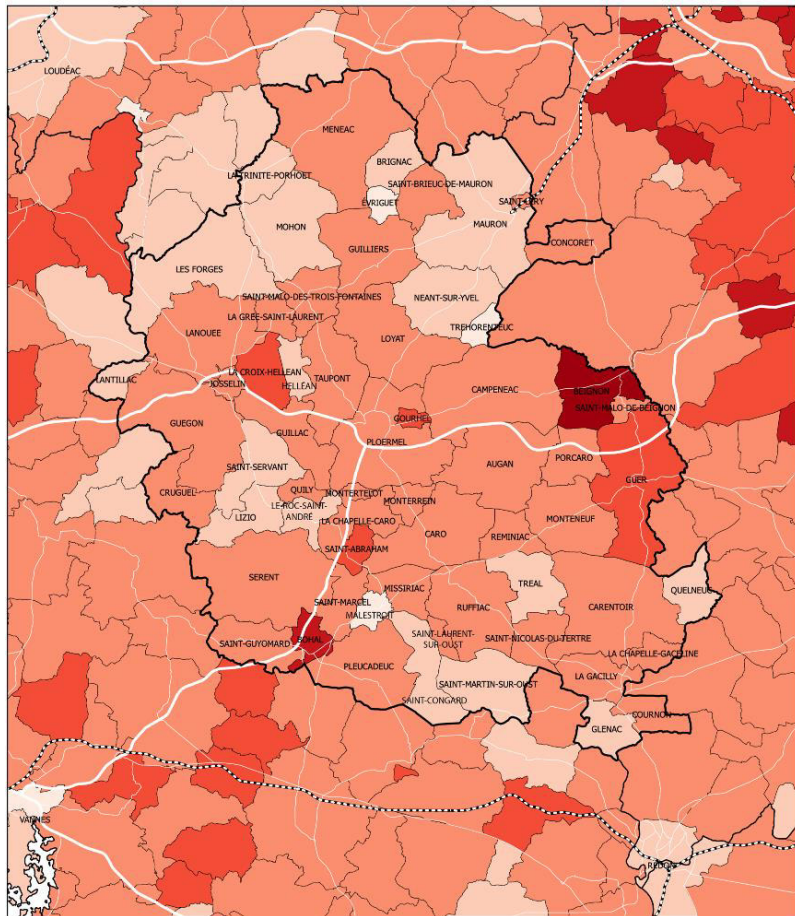 LOUDÉAC
MENEAC
BRIGNAC
LA TRINITE-PORHOET
SAINT-BRIEUC-DE-MAURON
ÉVRIGUET
SAINT-LERY
MOHON
MAURON
CONCORET
GUILLIERS
LES FORGES
SAINT-MALO-DES-TROIS-FONTAINES
NEANT-SUR-YVEL
LA GREE-SAINT-LAURENT
TREHORENTEUC
LANOUEE
LOYAT
LA CROIX-HELLEAN
LANTILLAC
JOSSELIN
HELLÉAN
TAUPONT
CAMPENEAC
BEIGNON
SAINT-MALO-DE-BEIGNON
GUEGON
GOURHEL
GUILLAC
PLOERMEL
SAINT-SERVANT
AUGAN
PORCARO
CRUGUEL
QUILY
MONTERTELOT
GUER
LE-ROC-SAINT-
ANDRÉ
MONTERREIN
LIZIO
LA CHAPELLE-CARO
MONTENEUF
CARO
REMINIAC
SAINT-ABRAHAM
SERENT
MISSIRIAC
TREAL
QUELNEUC
SAINT-MARCEL
MALESTROIT
RUFFIAC
CARENTOIR
SAINT-GUYOMARD
BOHAL
SAINT-LAURENT
SUR-OUST
SAINT-NICOLAS-DU-TERTRE
LA CHAPELLE-GACELINE
PLEUCADEUC
LA GACILLY
SAINT-MARTIN-SUR-OUST
SAINT-CONGARD
COURNON
GLENAC
VANNES
REDON